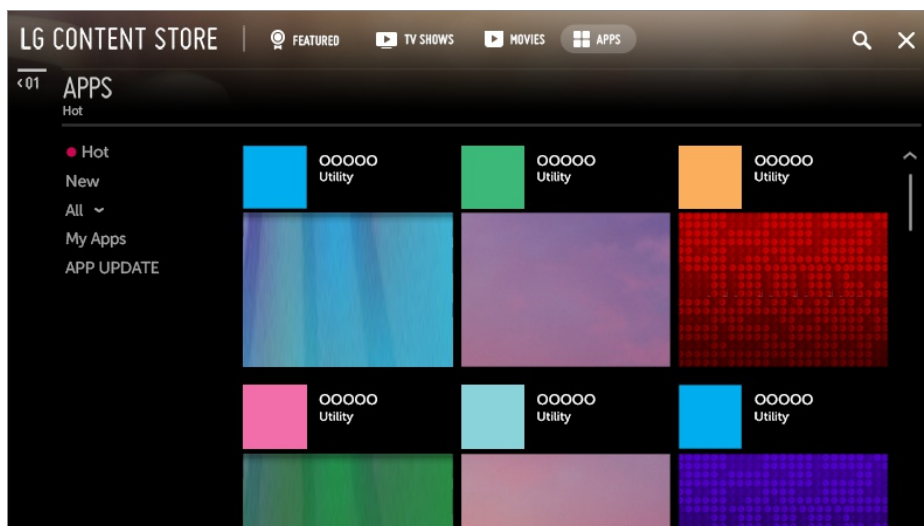 LG CONTENT STORE FEATURED TV SHOWS MOVIES APPS
<01 APPS
Hot
Hot
New
All
My Apps
APP UPDATE
OOOOO OOOOO OOOOO
Utility Utility Utility
OOOOO OOOOO OOOOO
Utility Utility Utility